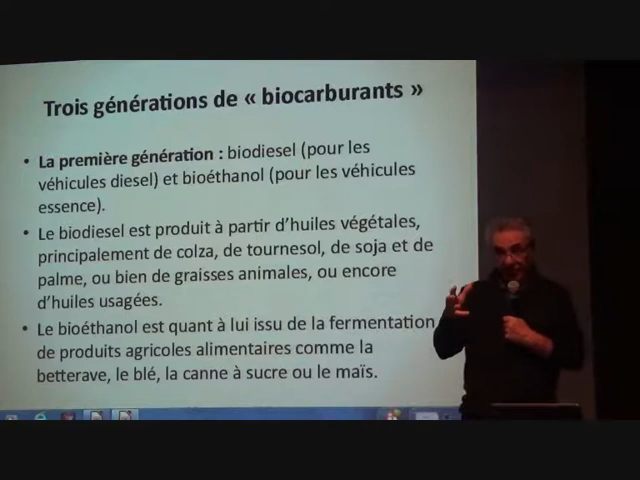 Trois générations de « biocarburants »
• La première génération : biodiesel (pour les
véhicules diesel) et bioéthanol (pour les véhicules
essence).
• Le biodiesel est produit à partir d’huiles végétales,
principalement de colza, de tournesol, de soja et de
palme, ou bien de graisses animales, ou encore
d’huiles usagées.
• Le bioéthanol est quant à lui issu de la fermentation
de produits agricoles alimentaires comme la
betterave, le blé, la canne à sucre ou le maïs.